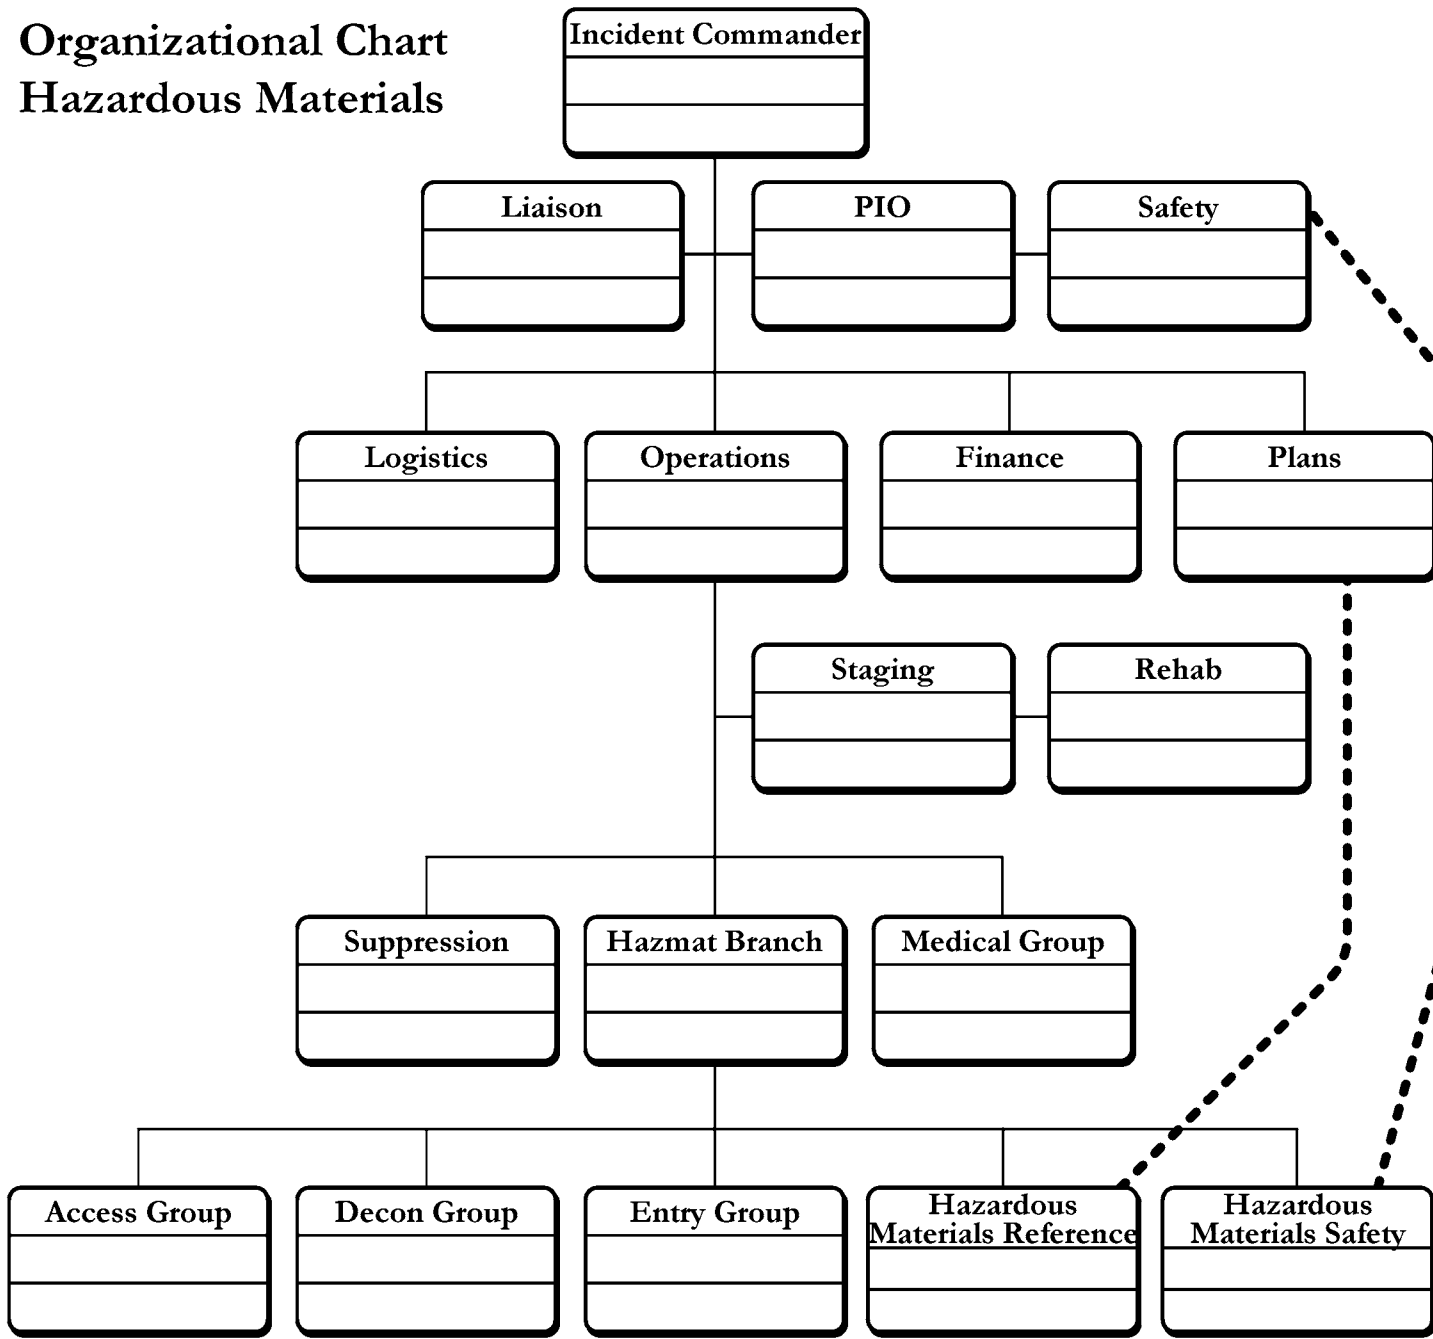 Organizational Chart
Hazardous Materials
Incident Commander
Liaison
PIO
Safety
Logistics
Operations
Finance
Plans
Staging
Rehab
Suppression
Hazmat Branch
Medical Group
Access Group
Decon Group
Entry Group
Hazardous
Materials Reference
Hazardous
Materials Safety